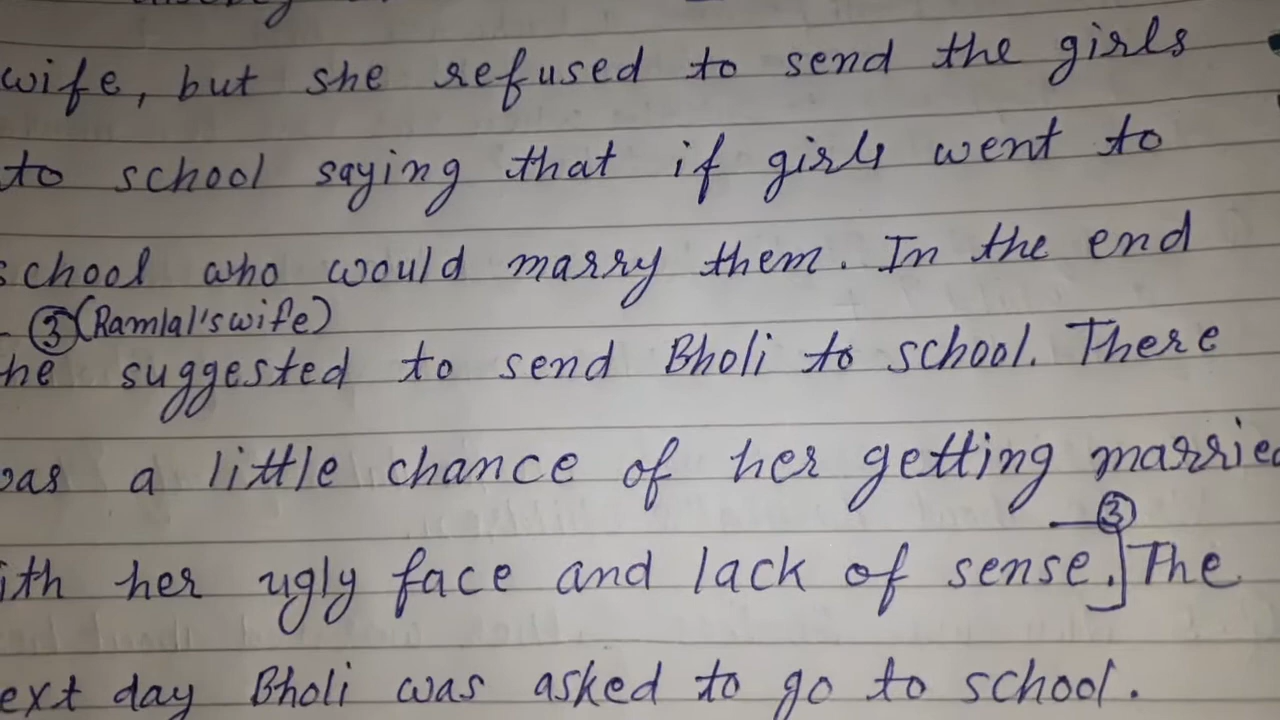 wife, but she refused to send the girls
to school saying that if girls went to
school who would marry them. In the end
③(Ramlal's wife)
he suggested to send Bholi to school. There
was a little chance of her getting married
③
ith her ugly face and lack of sense.] The
ext day Bholi was asked to go to school.